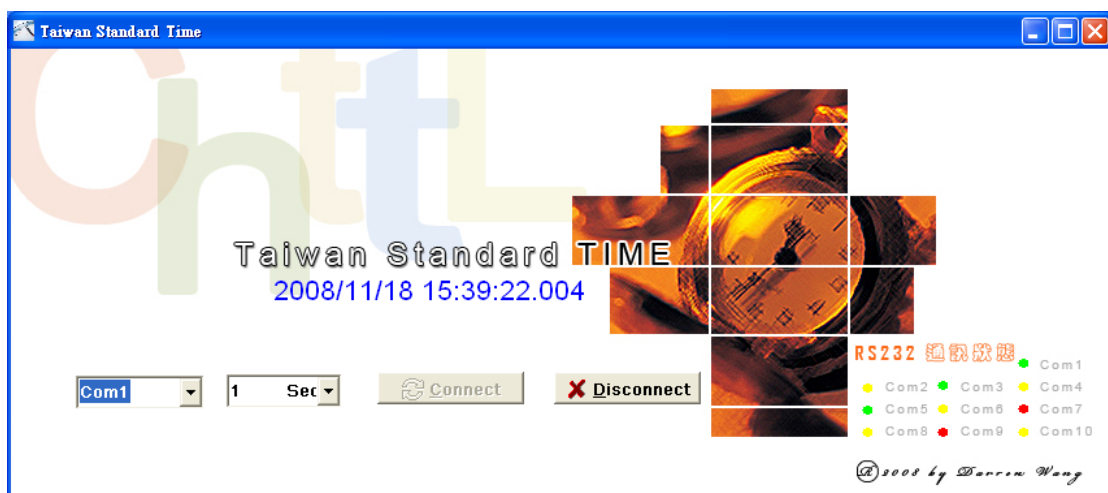 Taiwan Standard Time
ChttL
Taiwan Standard TIME
2008/11/18 15:39:22.004
Com1
1 Sec
Connect
Disconnect
RS232 通訊狀態
Com1
Com2 Com3 Com4
Com5 Com6 Com7
Com8 Com9 Com10
®2008 by Darren Wang